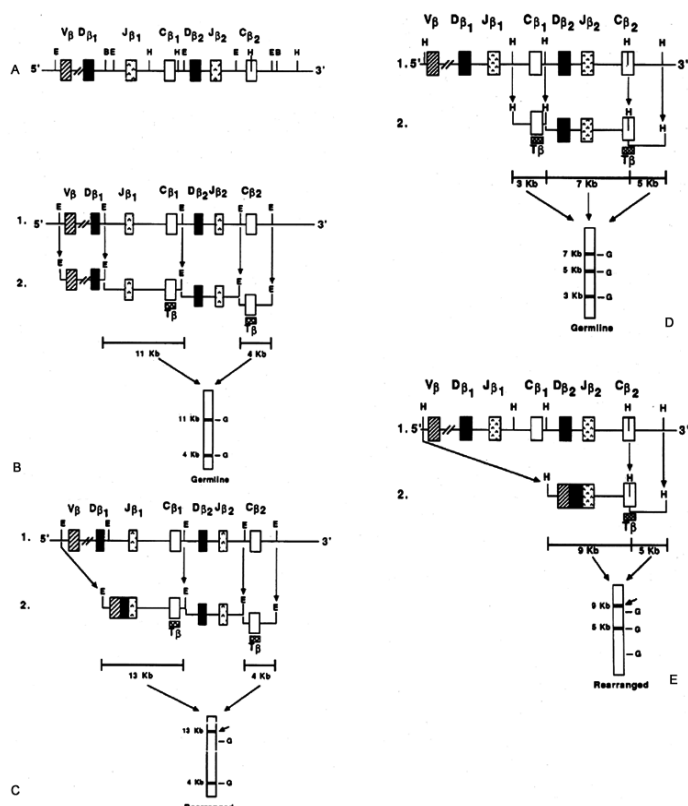 A
Vβ Dβ1 Jβ1 Cβ1 Dβ2 Jβ2 Cβ2
E B E H H E E H E B H
5' 3'
B
Vβ Dβ1 Jβ1 Cβ1 Dβ2 Jβ2 Cβ2
E E E E E
1. 5' 3'
E E E E E
2.
Tβ Tβ
11 Kb 4 Kb
11 Kb G
4 Kb G
Germline
C
Vβ Dβ1 Jβ1 Cβ1 Dβ2 Jβ2 Cβ2
E E E E E
1. 5' 3'
E E E E
2.
Tβ Tβ
13 Kb 4 Kb
13 Kb
G
4 Kb G
Rearranged
D
Vβ Dβ1 Jβ1 Cβ1 Dβ2 Jβ2 Cβ2
H H H H H
1. 5' 3'
H H H H
2.
Tβ Tβ
3 Kb 7 Kb 5 Kb
7 Kb G
5 Kb G
3 Kb G
Germline
E
Vβ Dβ1 Jβ1 Cβ1 Dβ2 Jβ2 Cβ2
H H H H H
1. 5' 3'
H H H
2.
Tβ
9 Kb 5 Kb
9 Kb
G
5 Kb G
G
Rearranged